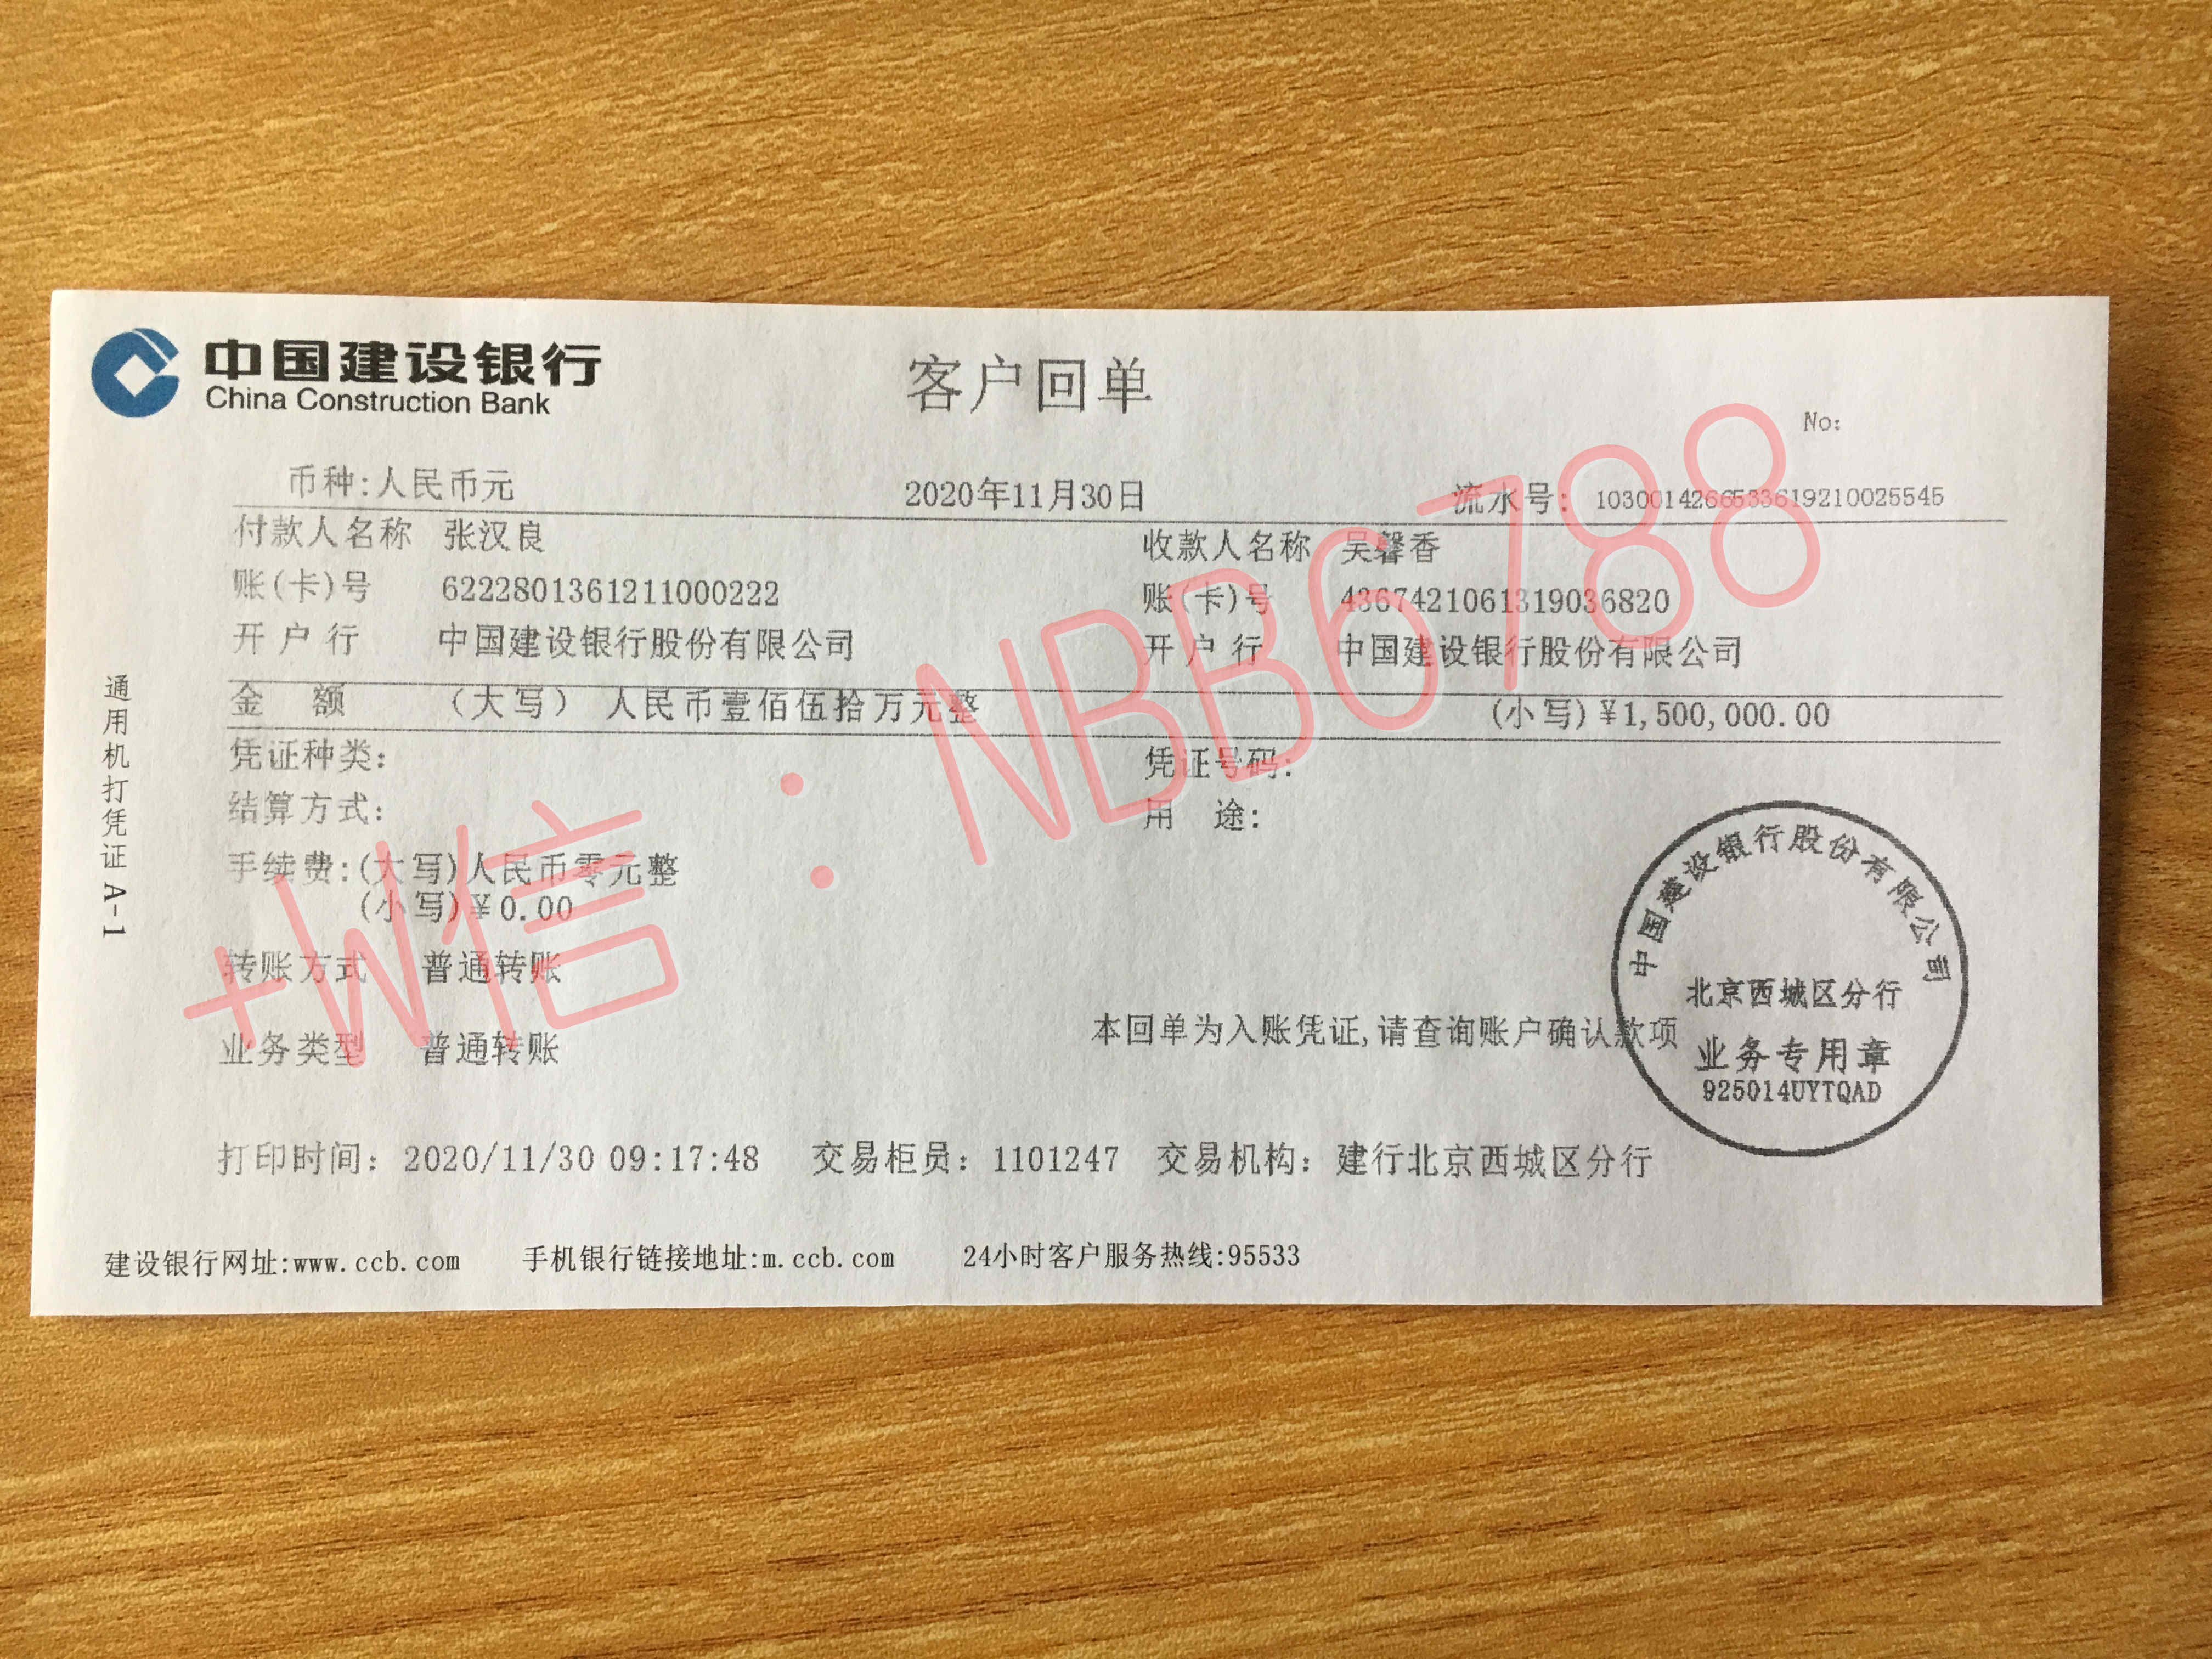 中国建设银行
China Construction Bank
客户回单
No:
币种:人民币元 2020年11月30日 流水号: 1030014266533619210025545
付款人名称 张汉良 收款人名称 吴馨香
账(卡)号 6222801361211000222 账(卡)号 4367421061319036820
开户行 中国建设银行股份有限公司 开户行 中国建设银行股份有限公司
金 额 (大写) 人民币壹佰伍拾万元整 (小写)¥1,500,000.00
凭证种类: 凭证号码:
结算方式: 用 途:
手续费:(大写)人民币零元整
(小写)¥0.00
转账方式 普通转账
业务类型 普通转账
本回单为入账凭证,请查询账户确认款项
中国建设银行股份有限公司
北京西城区分行
业务专用章
925014UYTQAD
打印时间: 2020/11/30 09:17:48 交易柜员: 1101247 交易机构: 建行北京西城区分行
建设银行网址:www.ccb.com 手机银行链接地址:m.ccb.com 24小时客户服务热线:95533
通用机打凭证 A-1
+W信:NBB6788